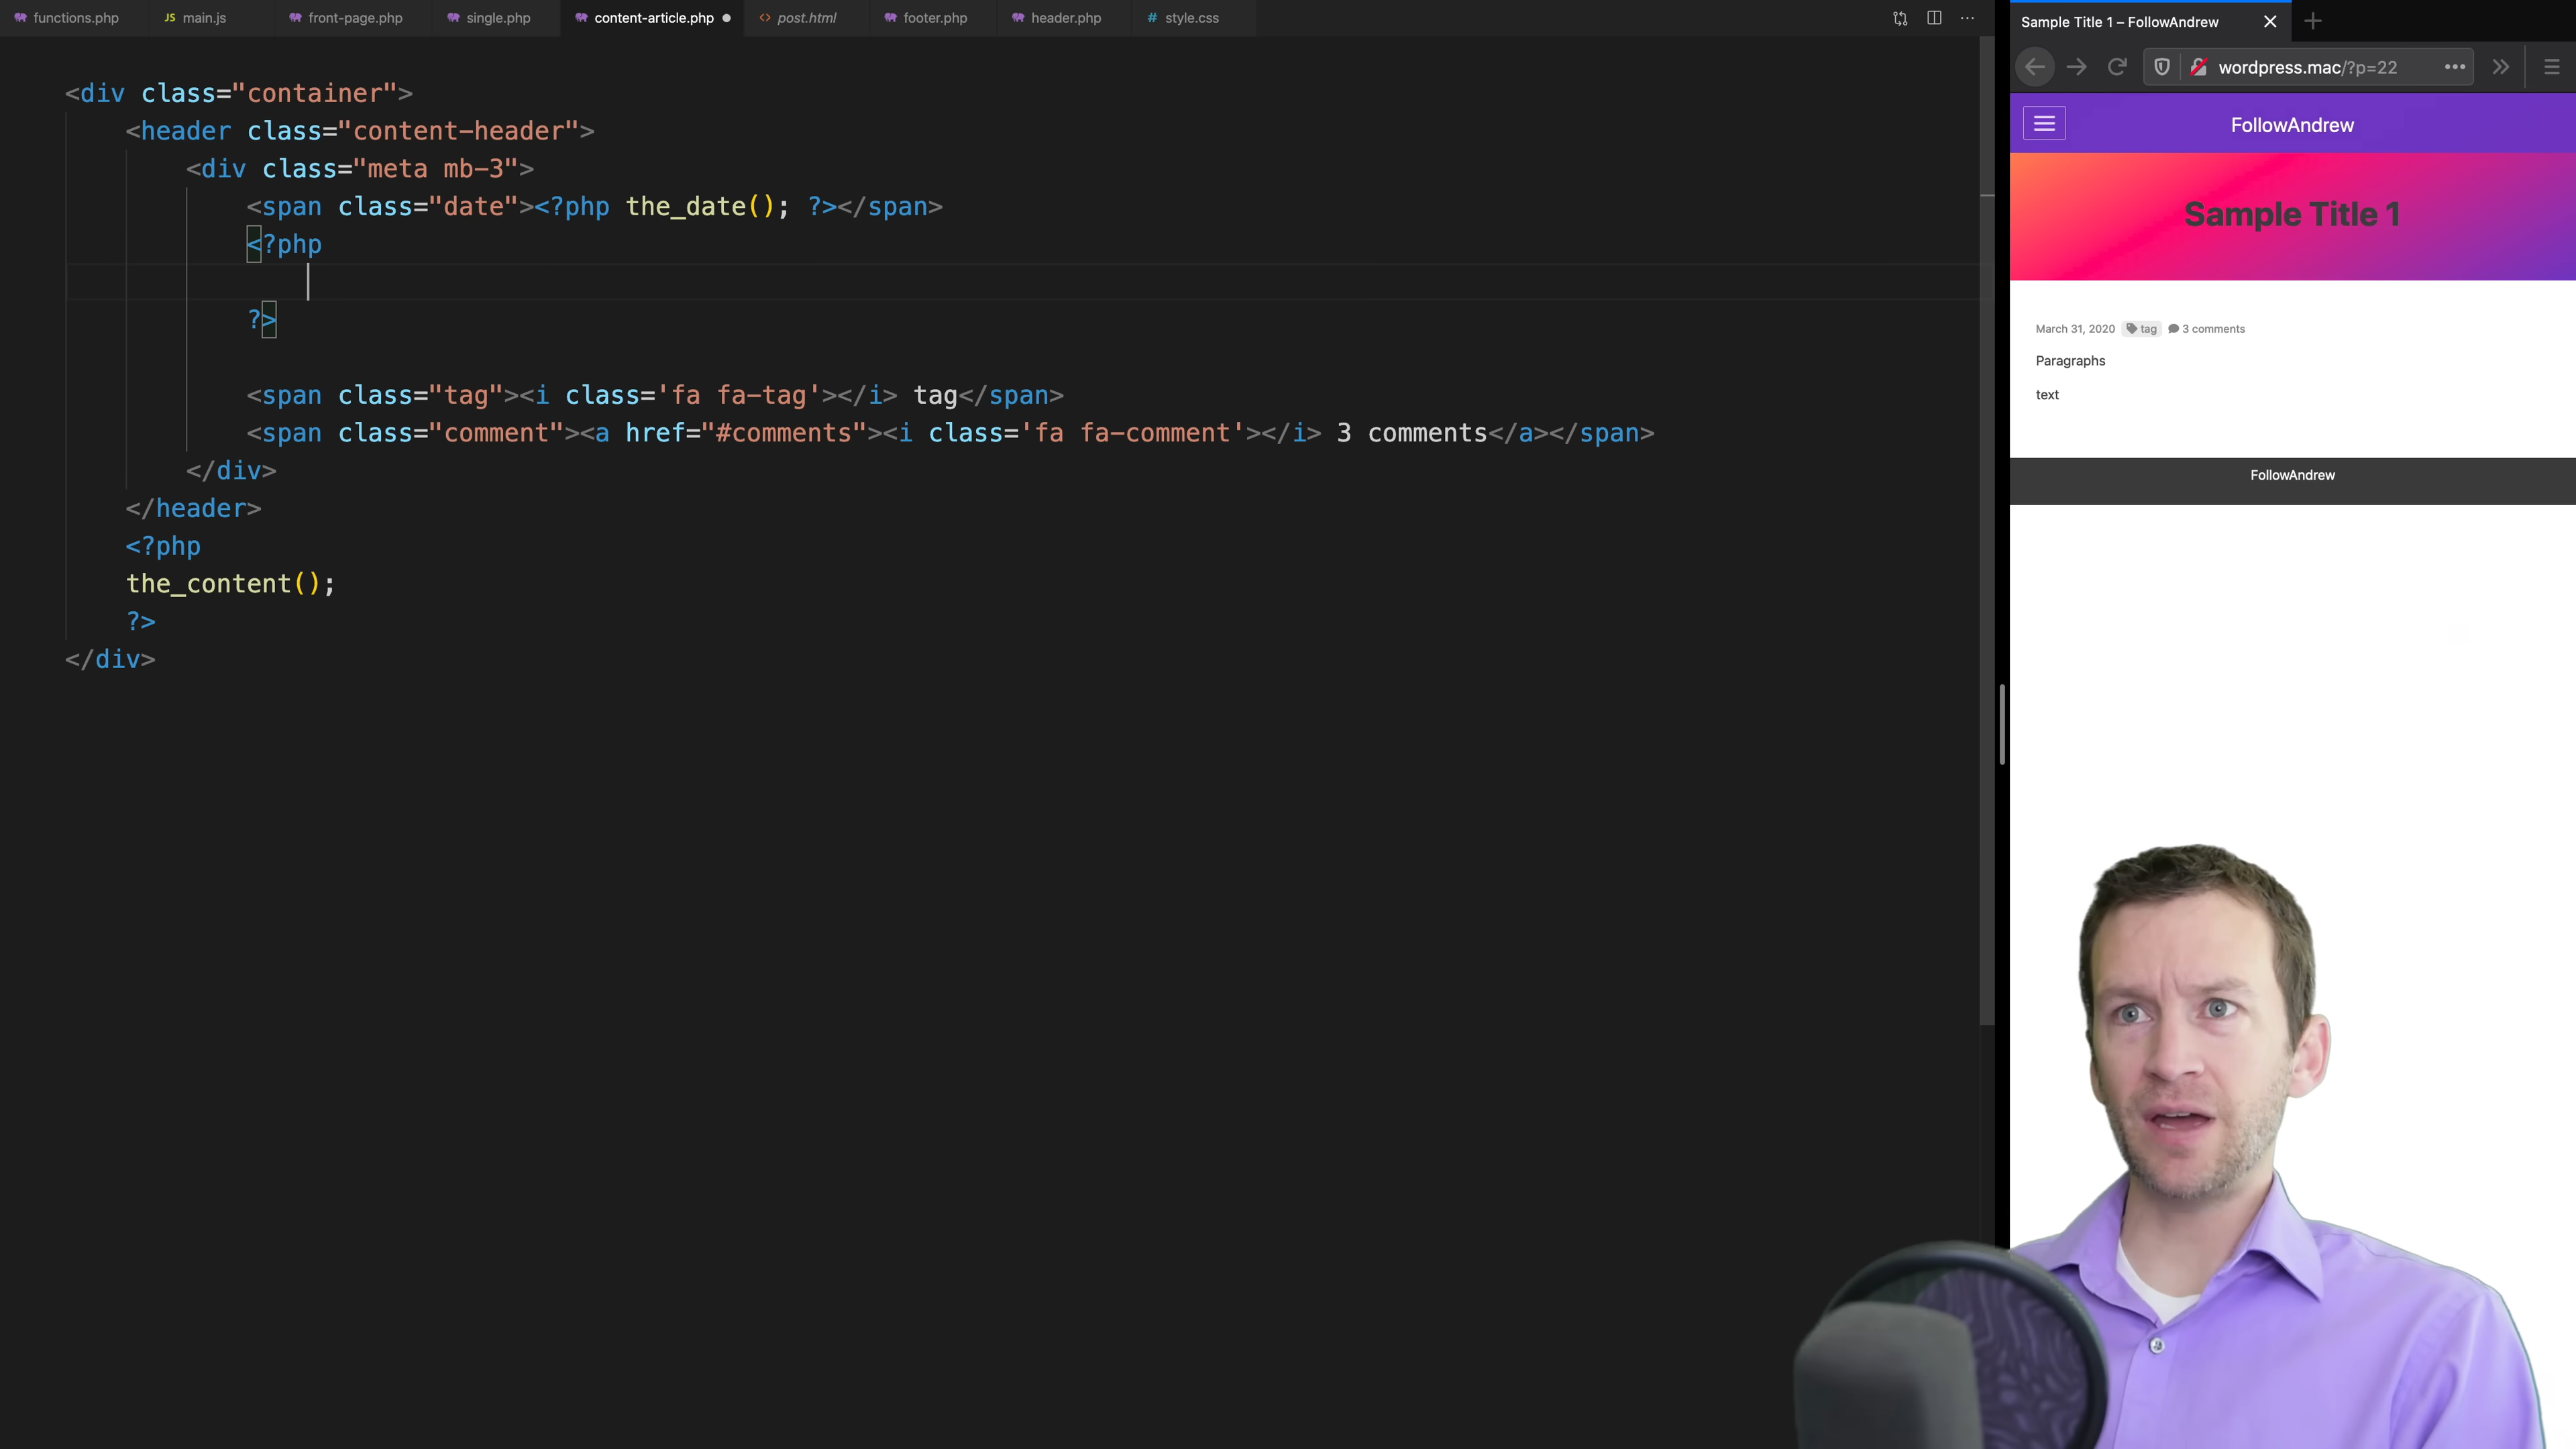 functions.php main.js front-page.php single.php content-article.php post.html footer.php header.php style.css
<div class="container">
<header class="content-header">
<div class="meta mb-3">
<span class="date"><?php the_date(); ?></span>
<?php
?>
<span class="tag"><i class='fa fa-tag'></i> tag</span>
<span class="comment"><a href="#comments"><i class='fa fa-comment'></i> 3 comments</a></span>
</div>
</header>
<?php
the_content();
?>
</div>
Sample Title 1 – FollowAndrew
wordpress.mac/?p=22
FollowAndrew
Sample Title 1
March 31, 2020 tag 3 comments
Paragraphs
text
FollowAndrew